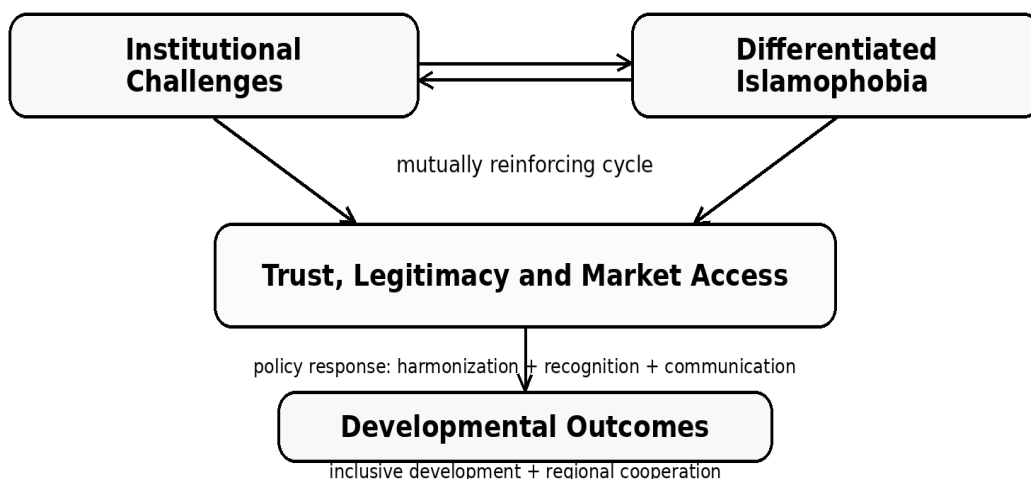 Institutional
Challenges
Differentiated
Islamophobia
mutually reinforcing cycle
Trust, Legitimacy and Market Access
policy response: harmonization + recognition + communication
Developmental Outcomes
inclusive development + regional cooperation